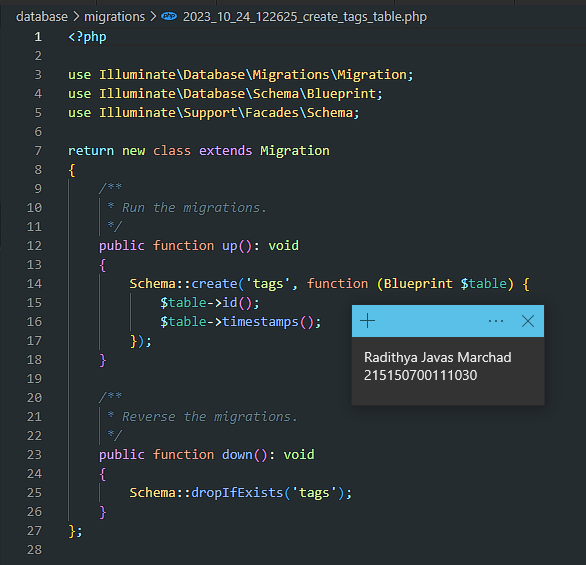 database > migrations > php 2023_10_24_122625_create_tags_table.php
1 <?php
2
3 use Illuminate\Database\Migrations\Migration;
4 use Illuminate\Database\Schema\Blueprint;
5 use Illuminate\Support\Facades\Schema;
6
7 return new class extends Migration
8 {
9     /**
10      * Run the migrations.
11      */
12     public function up(): void
13     {
14         Schema::create('tags', function (Blueprint $table) {
15             $table->id();
16             $table->timestamps();
17         });
18     }
19
20     /**
21      * Reverse the migrations.
22      */
23     public function down(): void
24     {
25         Schema::dropIfExists('tags');
26     }
27 };
28
Radithya Javas Marchad
215150700111030